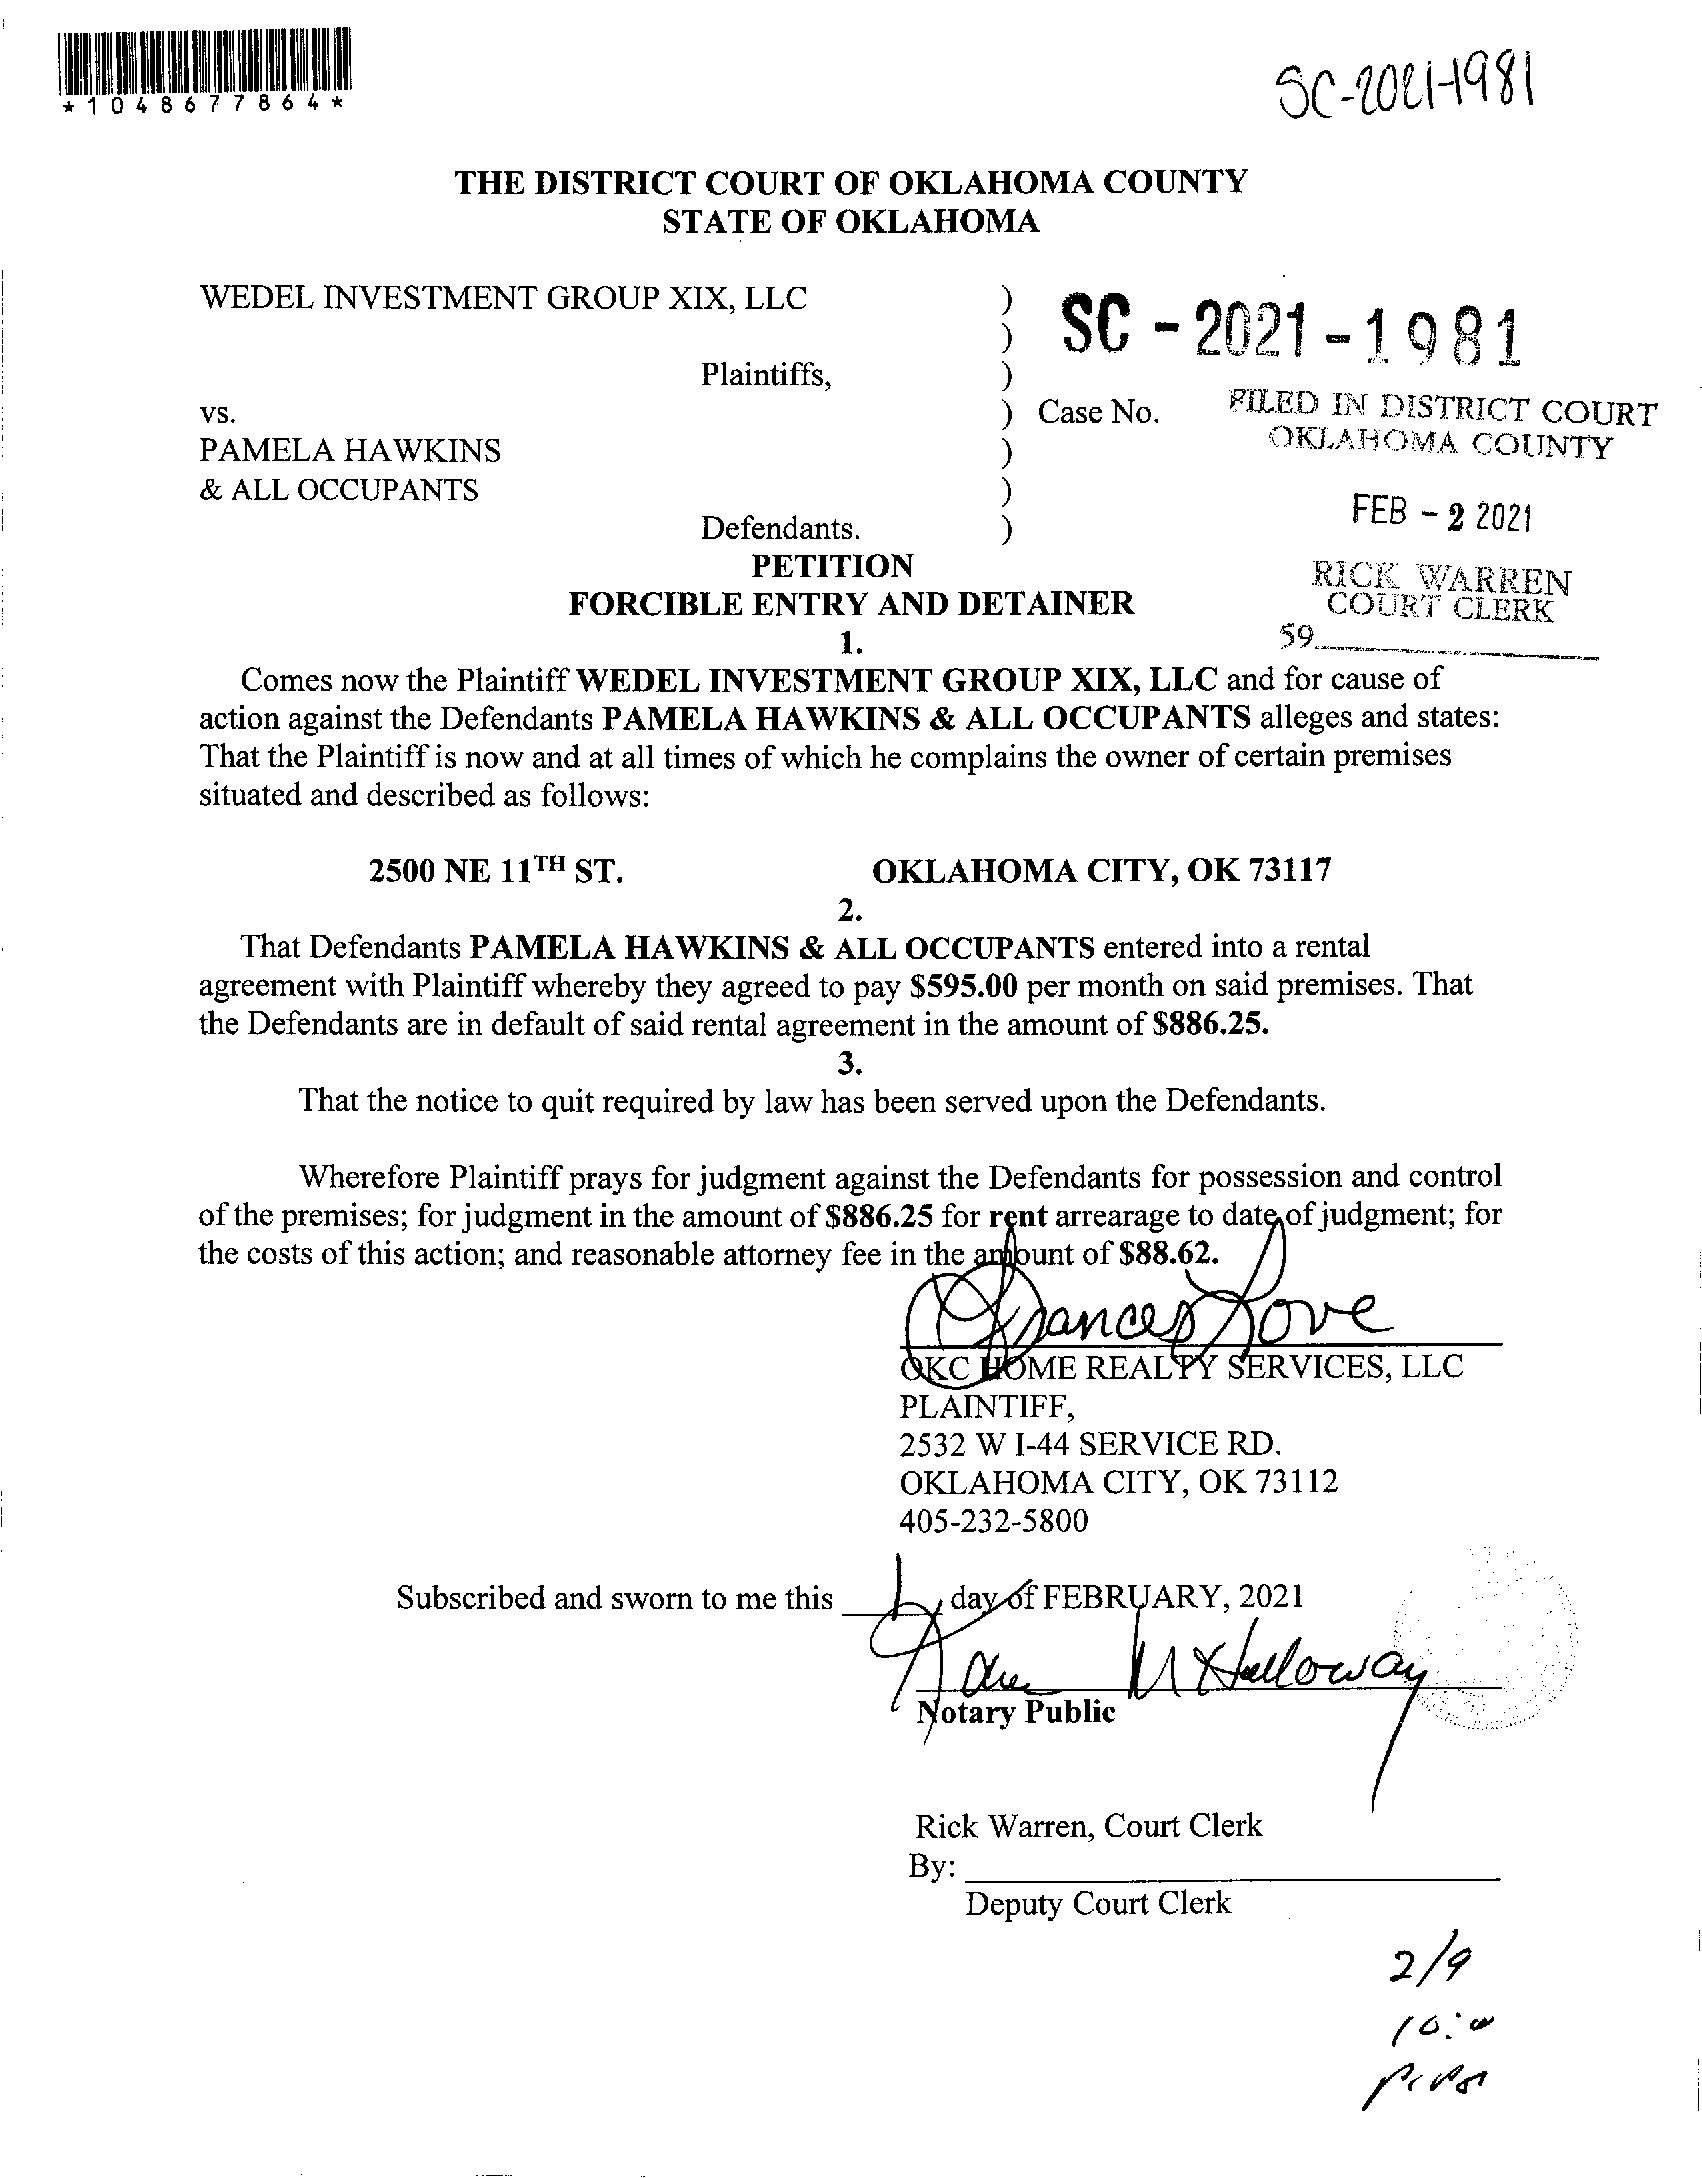 *1048677864*
SC-2021-1981
THE DISTRICT COURT OF OKLAHOMA COUNTY
STATE OF OKLAHOMA
WEDEL INVESTMENT GROUP XIX, LLC )
) SC-2021-1981
Plaintiffs, )
vs. ) Case No. FILED IN DISTRICT COURT
PAMELA HAWKINS ) OKLAHOMA COUNTY
& ALL OCCUPANTS )
FEB - 2 2021
Defendants. )
PETITION
RICK WARREN
FORCIBLE ENTRY AND DETAINER
COURT CLERK
1.
59
Comes now the Plaintiff WEDEL INVESTMENT GROUP XIX, LLC and for cause of
action against the Defendants PAMELA HAWKINS & ALL OCCUPANTS alleges and states:
That the Plaintiff is now and at all times of which he complains the owner of certain premises
situated and described as follows:
2500 NE 11TH ST. OKLAHOMA CITY, OK 73117
2.
That Defendants PAMELA HAWKINS & ALL OCCUPANTS entered into a rental
agreement with Plaintiff whereby they agreed to pay $595.00 per month on said premises. That
the Defendants are in default of said rental agreement in the amount of $886.25.
3.
That the notice to quit required by law has been served upon the Defendants.
Wherefore Plaintiff prays for judgment against the Defendants for possession and control
of the premises; for judgment in the amount of $886.25 for rent arrearage to date of judgment; for
the costs of this action; and reasonable attorney fee in the amount of $88.62.
Frances Love
OKC HOME REALTY SERVICES, LLC
PLAINTIFF,
2532 W I-44 SERVICE RD.
OKLAHOMA CITY, OK 73112
405-232-5800
Subscribed and sworn to me this day of FEBRUARY, 2021
M Holloway
Notary Public
Rick Warren, Court Clerk
By:
Deputy Court Clerk
2/9
10:00